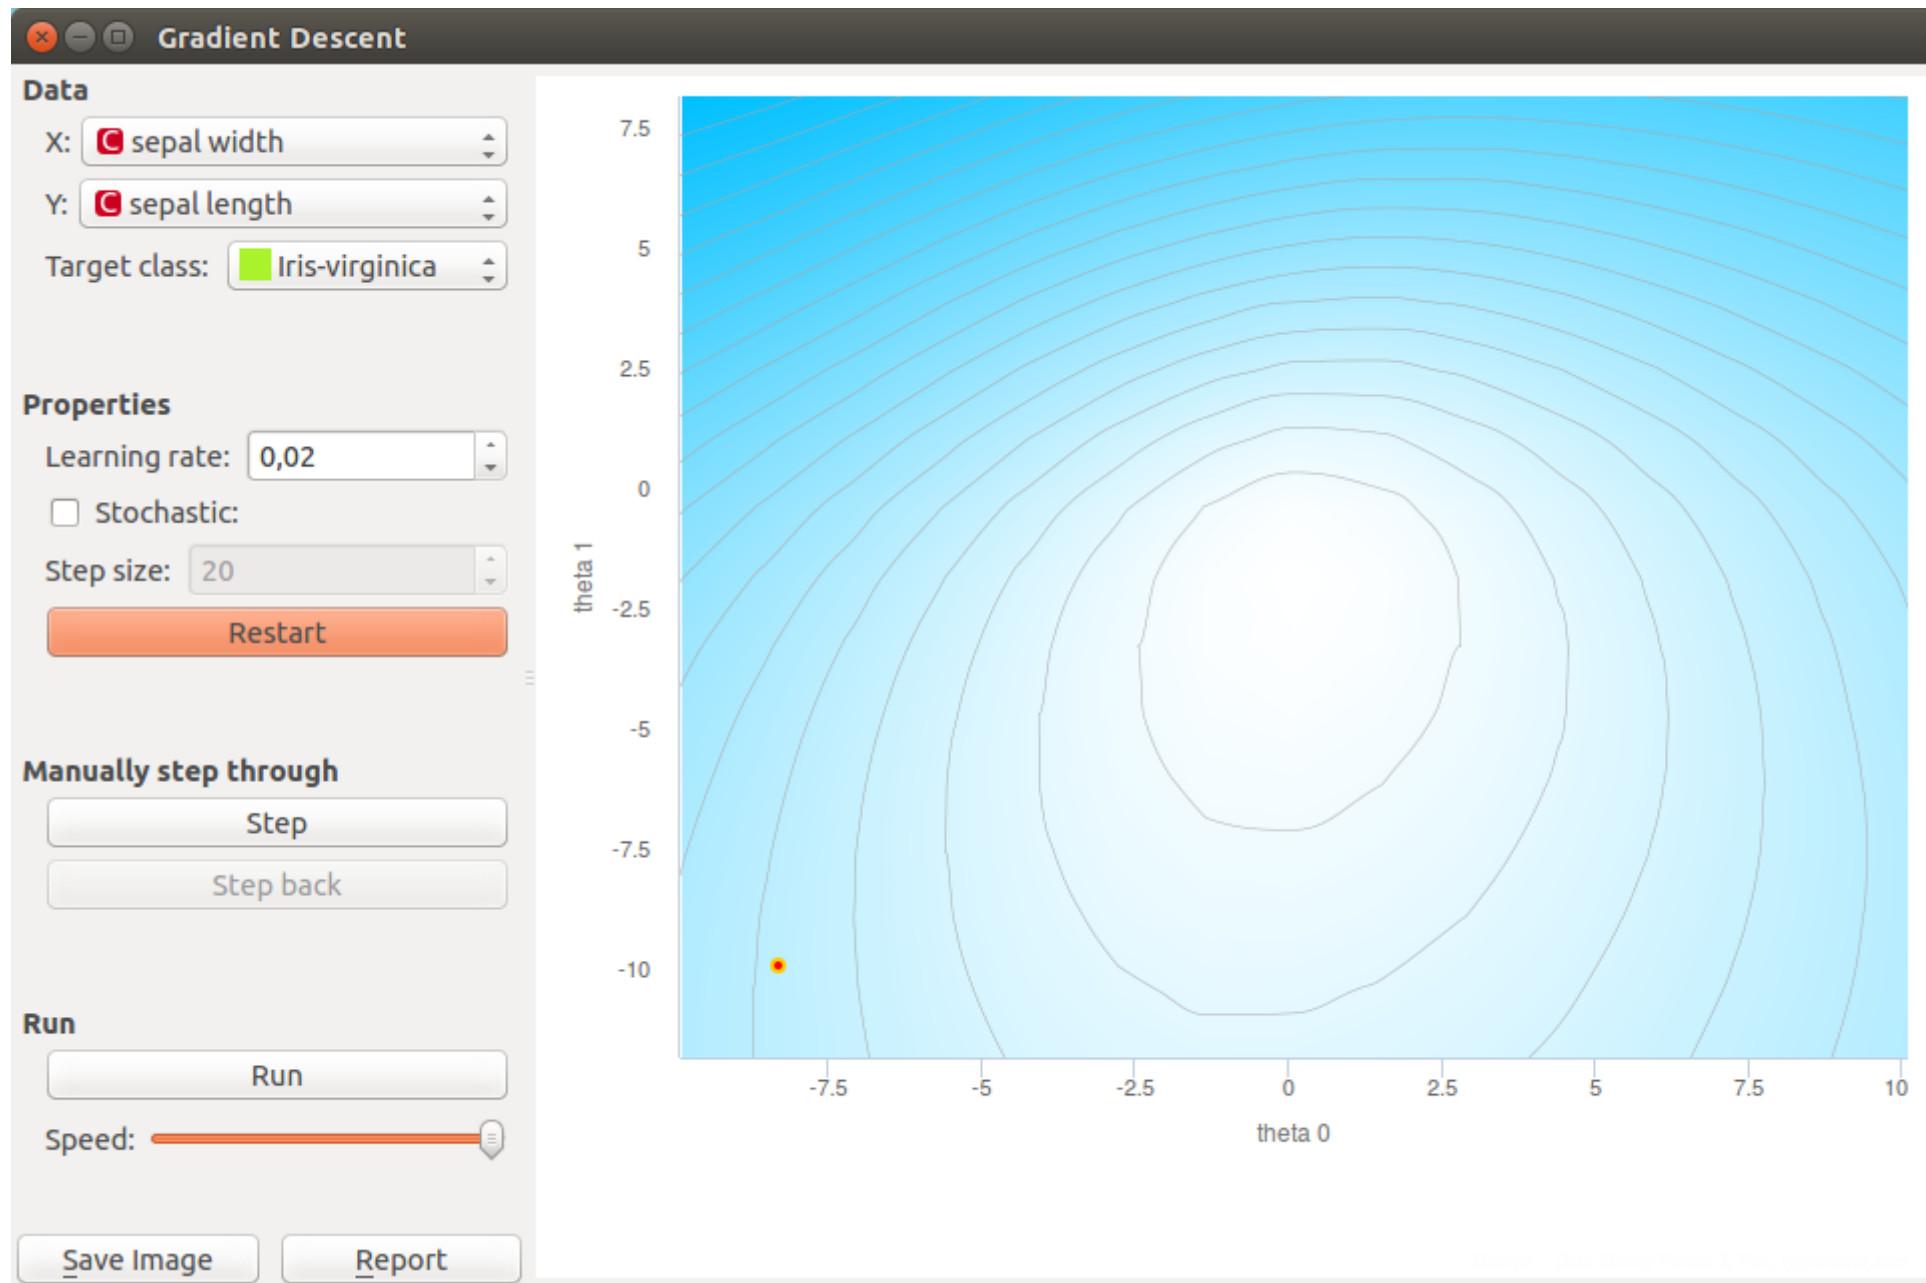 Gradient Descent
Data
X: C sepal width
Y: C sepal length
Target class: Iris-virginica
Properties
Learning rate: 0,02
Stochastic:
Step size: 20
Restart
Manually step through
Step
Step back
Run
Run
Speed:
Save Image
Report
7.5
5
2.5
0
-2.5
-5
-7.5
-10
theta 1
-7.5 -5 -2.5 0 2.5 5 7.5 10
theta 0